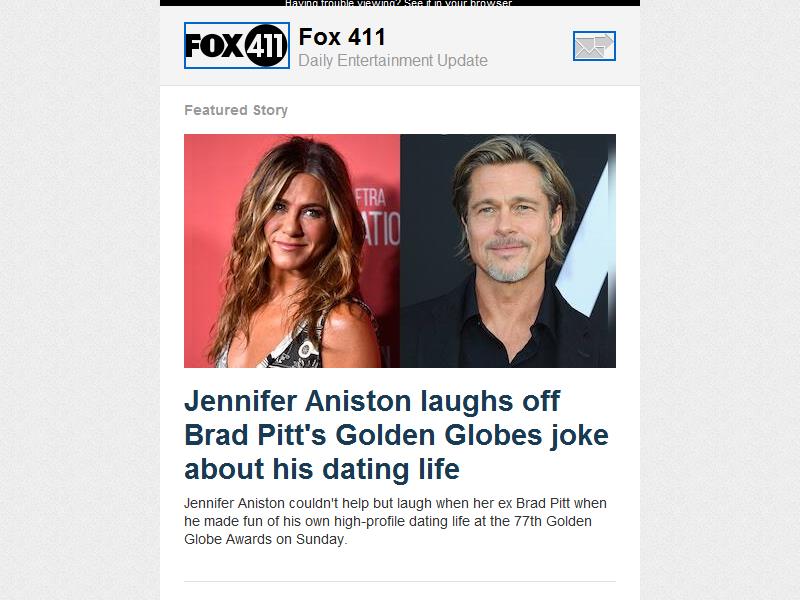 Having trouble viewing? See it in your browser
FOX 411
Fox 411
Daily Entertainment Update
Featured Story
FTRA
ATIO
Jennifer Aniston laughs off
Brad Pitt's Golden Globes joke
about his dating life
Jennifer Aniston couldn't help but laugh when her ex Brad Pitt when
he made fun of his own high-profile dating life at the 77th Golden
Globe Awards on Sunday.